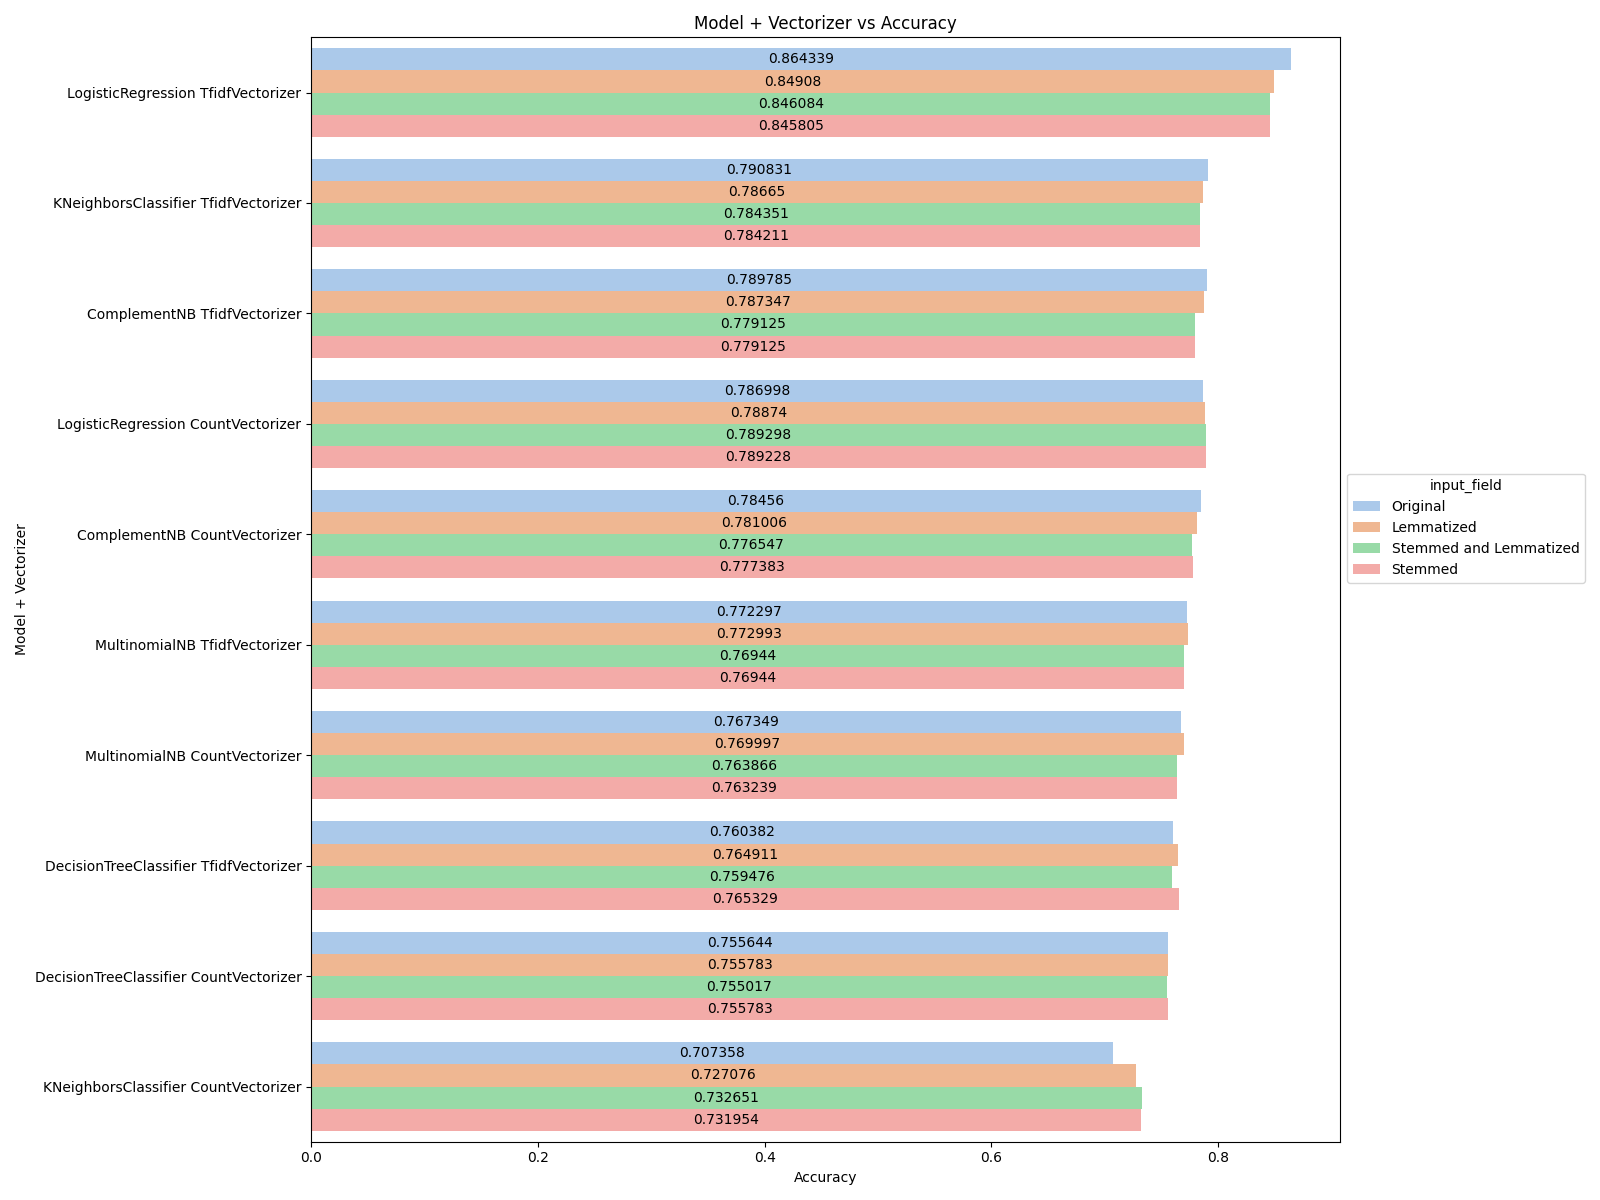 Model + Vectorizer vs Accuracy
Model + Vectorizer
LogisticRegression TfidfVectorizer
0.864339
0.84908
0.846084
0.845805
KNeighborsClassifier TfidfVectorizer
0.790831
0.78665
0.784351
0.784211
ComplementNB TfidfVectorizer
0.789785
0.787347
0.779125
0.779125
LogisticRegression CountVectorizer
0.786998
0.78874
0.789298
0.789228
ComplementNB CountVectorizer
0.78456
0.781006
0.776547
0.777383
MultinomialNB TfidfVectorizer
0.772297
0.772993
0.76944
0.76944
MultinomialNB CountVectorizer
0.767349
0.769997
0.763866
0.763239
DecisionTreeClassifier TfidfVectorizer
0.760382
0.764911
0.759476
0.765329
DecisionTreeClassifier CountVectorizer
0.755644
0.755783
0.755017
0.755783
KNeighborsClassifier CountVectorizer
0.707358
0.727076
0.732651
0.731954
0.0 0.2 0.4 0.6 0.8
Accuracy
input_field
Original
Lemmatized
Stemmed and Lemmatized
Stemmed